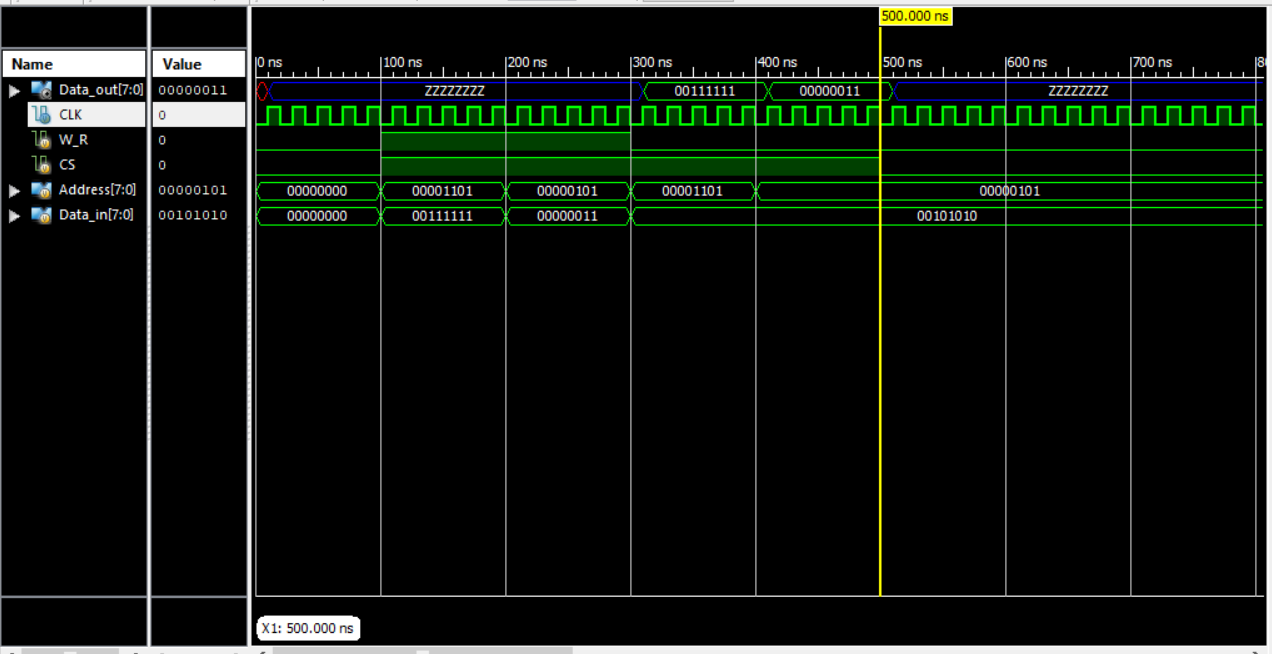 500.000 ns
Name Value
0 ns 100 ns 200 ns 300 ns 400 ns 500 ns 600 ns 700 ns 80
Data_out[7:0] 00000011 ZZZZZZZZ 00111111 00000011 ZZZZZZZZ
CLK 0
W_R 0
CS 0
Address[7:0] 00000101 00000000 00001101 00000101 00001101 00000101
Data_in[7:0] 00101010 00000000 00111111 00000011 00101010
X1: 500.000 ns